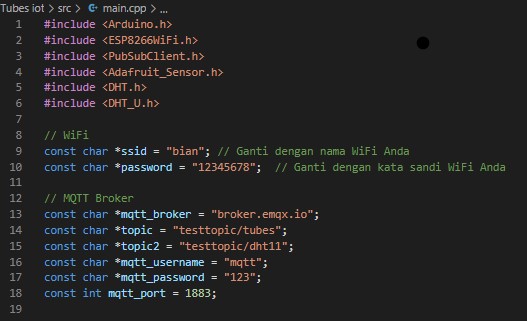 Tubes iot > src > main.cpp > ...
1 #include <Arduino.h>
2 #include <ESP8266WiFi.h>
3 #include <PubSubClient.h>
4 #include <Adafruit_Sensor.h>
5 #include <DHT.h>
6 #include <DHT_U.h>
7
8 // WiFi
9 const char *ssid = "bian"; // Ganti dengan nama WiFi Anda
10 const char *password = "12345678";  // Ganti dengan kata sandi WiFi Anda
11
12 // MQTT Broker
13 const char *mqtt_broker = "broker.emqx.io";
14 const char *topic = "testtopic/tubes";
15 const char *topic2 = "testtopic/dht11";
16 const char *mqtt_username = "mqtt";
17 const char *mqtt_password = "123";
18 const int mqtt_port = 1883;
19